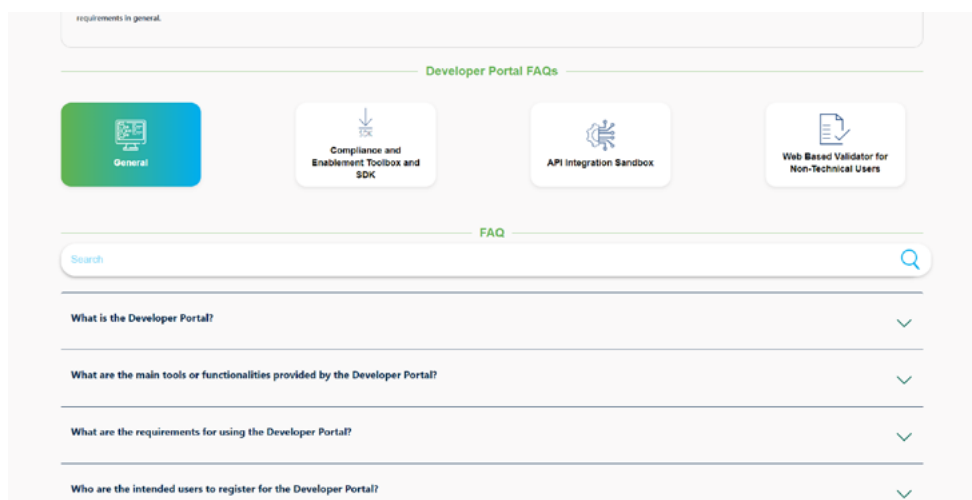 requirements in general.
Developer Portal FAQs
General
SDK
Compliance and
Enablement Toolbox and
SDK
API Integration Sandbox
Web Based Validator for
Non-Technical Users
FAQ
Search
What is the Developer Portal?
What are the main tools or functionalities provided by the Developer Portal?
What are the requirements for using the Developer Portal?
Who are the intended users to register for the Developer Portal?